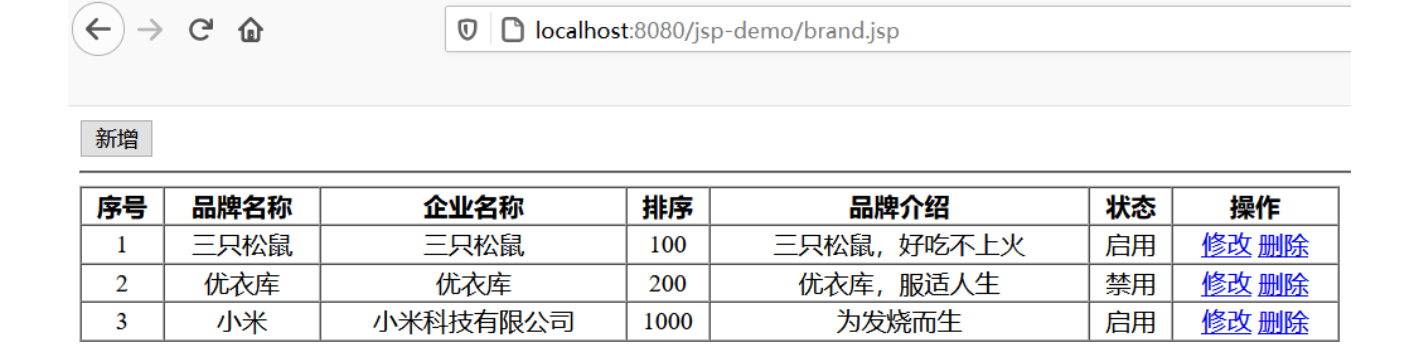 localhost:8080/jsp-demo/brand.jsp
新增
序号 品牌名称 企业名称 排序 品牌介绍 状态 操作
1 三只松鼠 三只松鼠 100 三只松鼠，好吃不上火 启用 修改 删除
2 优衣库 优衣库 200 优衣库，服适人生 禁用 修改 删除
3 小米 小米科技有限公司 1000 为发烧而生 启用 修改 删除